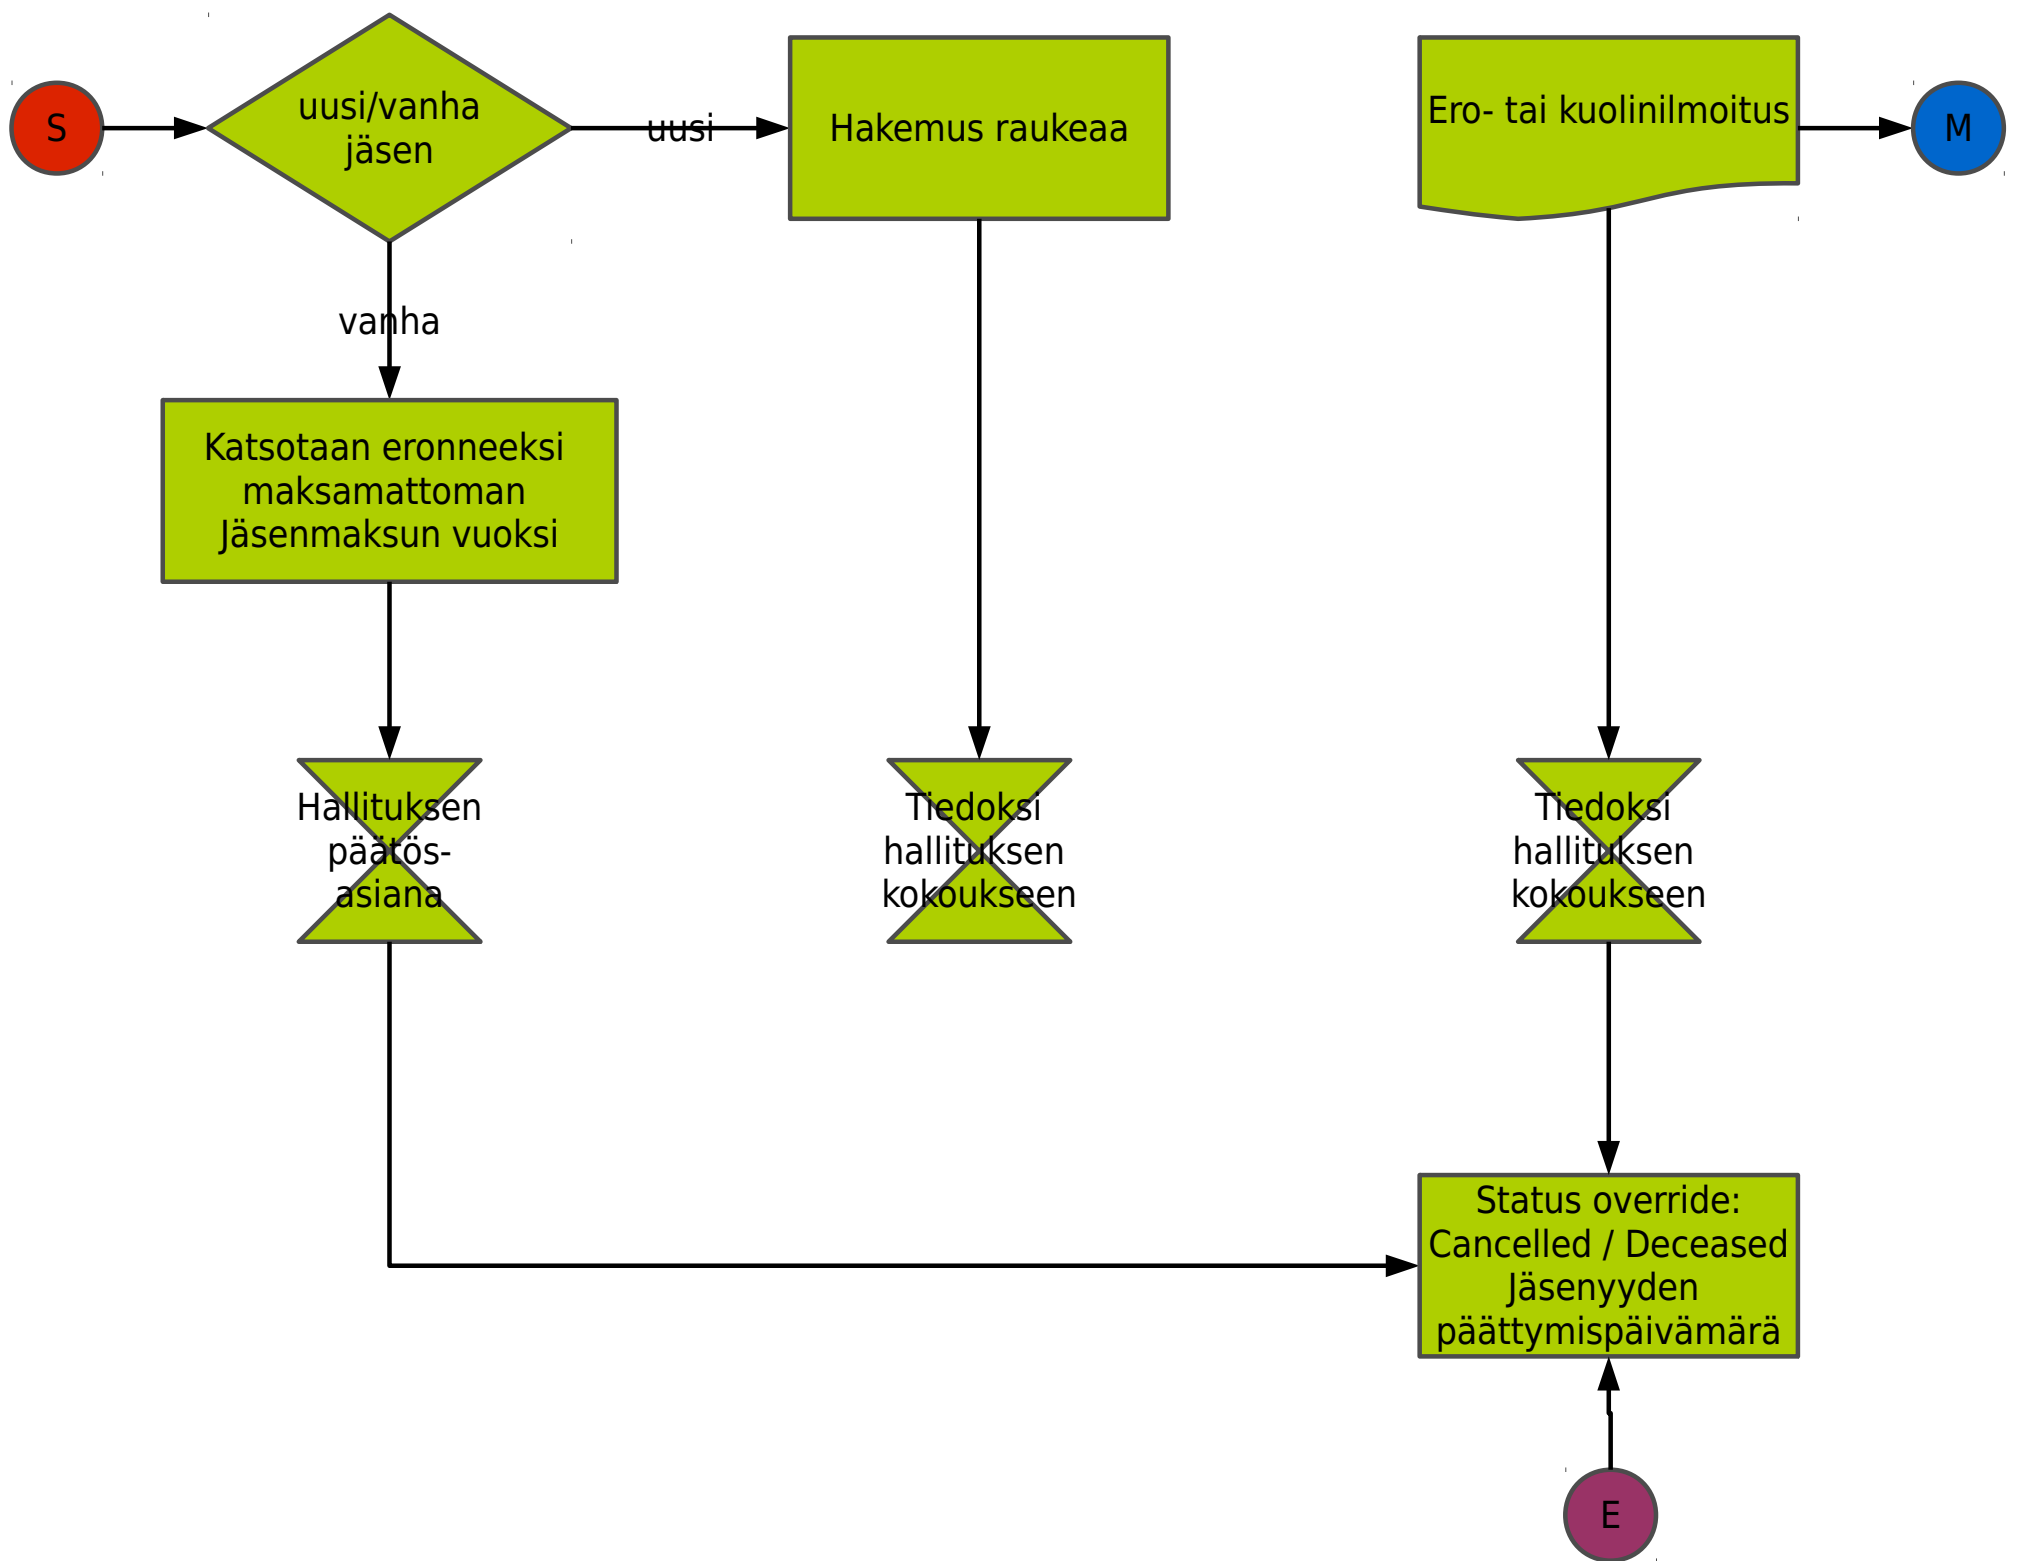 S
uusi/vanha
jäsen
uusi
Hakemus raukeaa
Ero- tai kuolinilmoitus
M
vanha
Katsotaan eronneeksi
maksamattoman
Jäsenmaksun vuoksi
Hallituksen
päätös-
asiana
Tiedoksi
hallituksen
kokoukseen
Tiedoksi
hallituksen
kokoukseen
Status override:
Cancelled / Deceased
Jäsenyyden
päättymispäivämärä
E